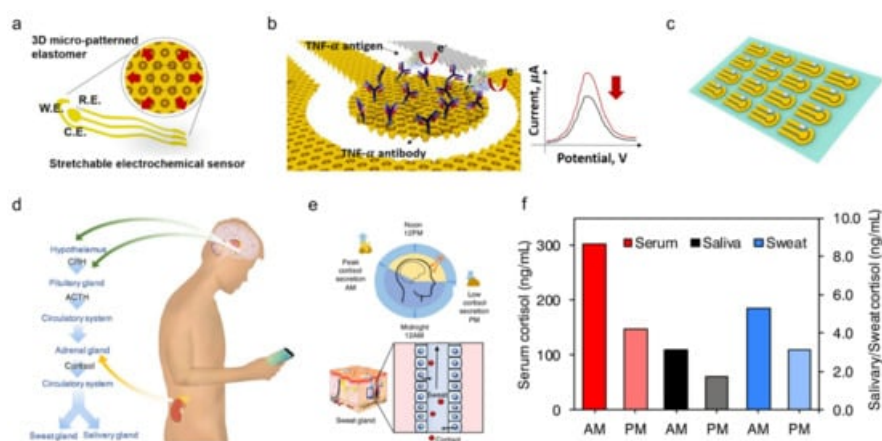 a
3D micro-patterned
elastomer
W.E.
R.E.
C.E.
Stretchable electrochemical sensor
b
TNF-α antigen
e⁻
e⁻
TNF-α antibody
Current, μA
Potential, V
c
d
Hypothalamus
CRH
Pituitary gland
ACTH
Circulatory system
Adrenal gland
Cortisol
Circulatory system
Sweat gland
Salivary gland
e
Noon
12PM
Peak
cortisol
secretion
AM
Low
cortisol
secretion
PM
Midnight
12AM
Sweat
Sweat gland
Cortisol
f
Serum cortisol (ng/mL)
300
200
100
0
Serum
Saliva
Sweat
10.0
8.0
6.0
4.0
2.0
0.0
Salivary/Sweat cortisol (ng/mL)
AM PM AM PM AM PM